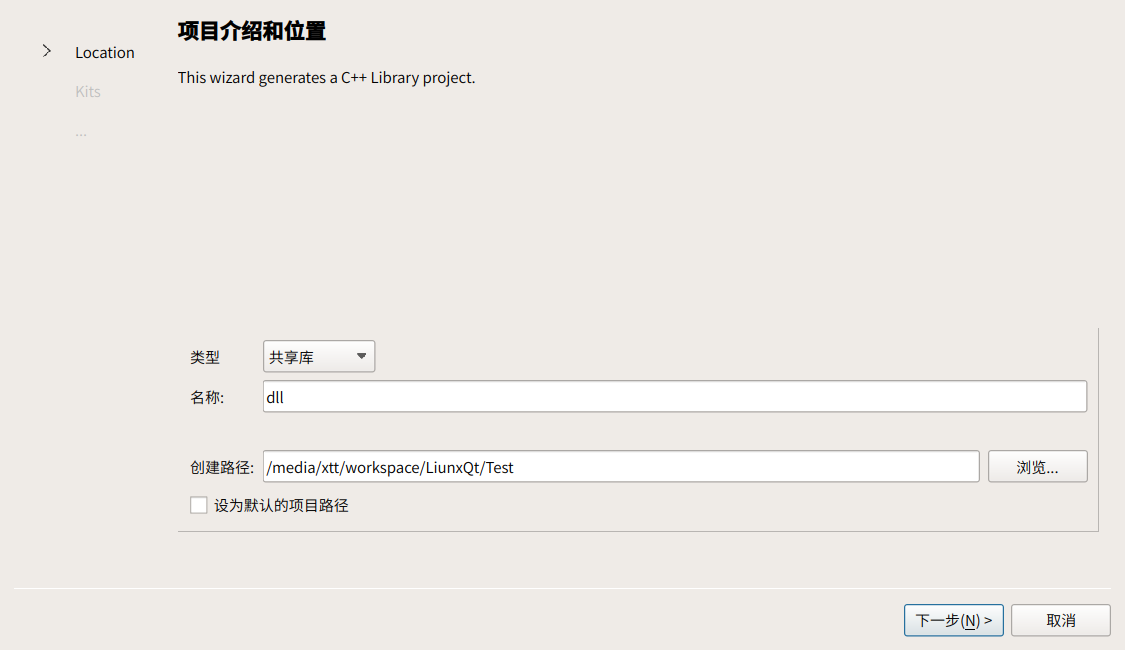 项目介绍和位置
Location
This wizard generates a C++ Library project.
Kits
...
类型
共享库
名称:
dll
创建路径:
/media/xtt/workspace/LiunxQt/Test
浏览...
设为默认的项目路径
下一步(N) >
取消